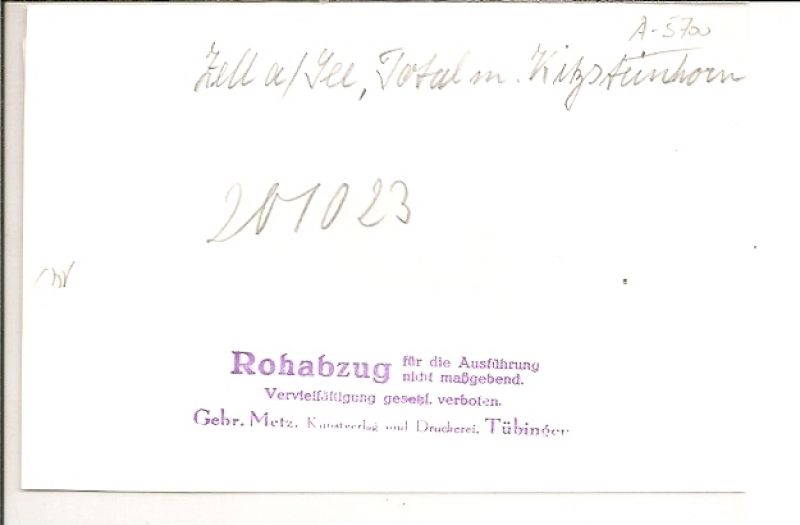 A-5700
Zell a/See, Total m. Kitzsteinhorn
201023
Rohabzug für die Ausführung
nicht maßgebend.
Vervielfältigung gesetzl. verboten.
Gebr. Metz, Kunstverlag und Druckerei, Tübingen